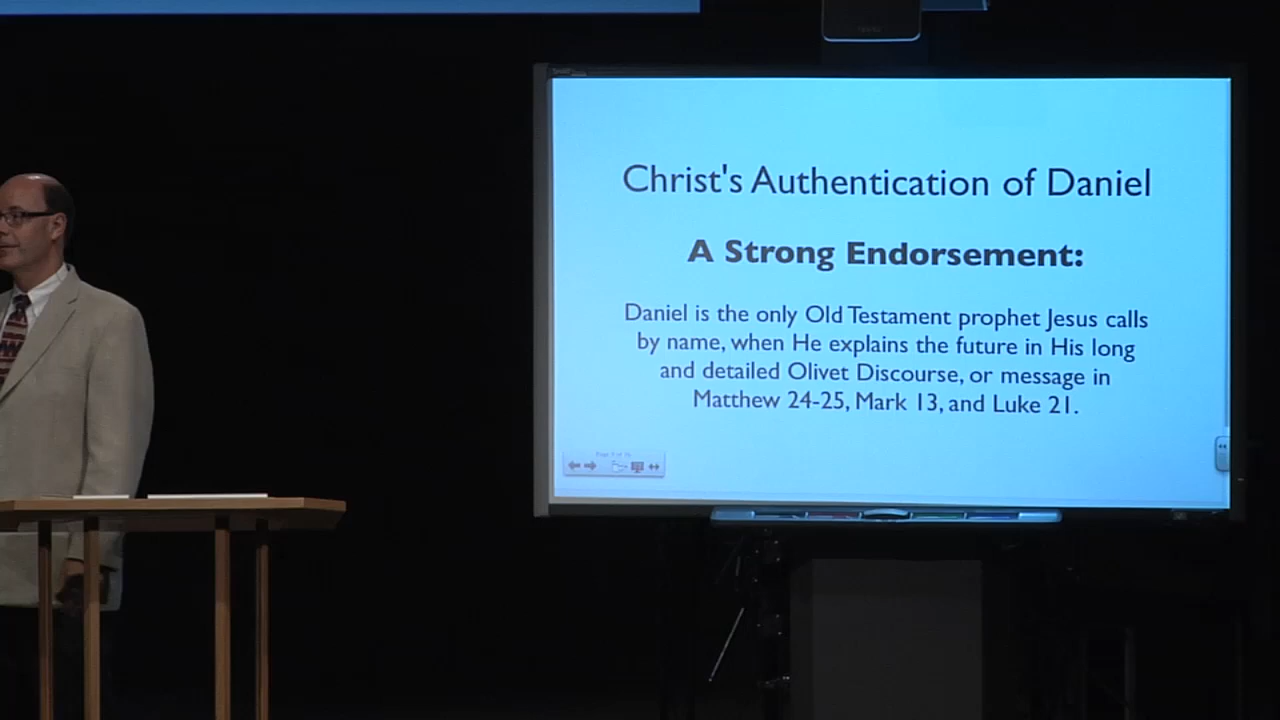 Christ's Authentication of Daniel
A Strong Endorsement:
Daniel is the only Old Testament prophet Jesus calls
by name, when He explains the future in His long
and detailed Olivet Discourse, or message in
Matthew 24-25, Mark 13, and Luke 21.